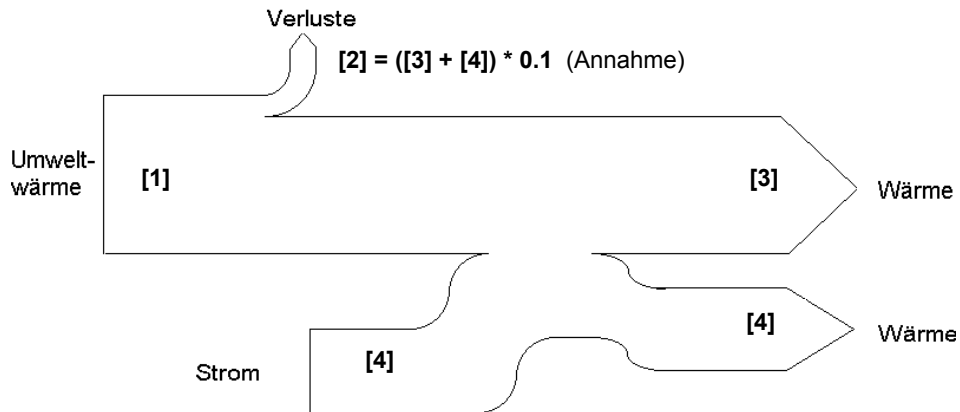 Verluste
[2] = ([3] + [4]) * 0.1 (Annahme)
Umwelt-
wärme
[1]
[3]
Wärme
[4]
Wärme
Strom
[4]